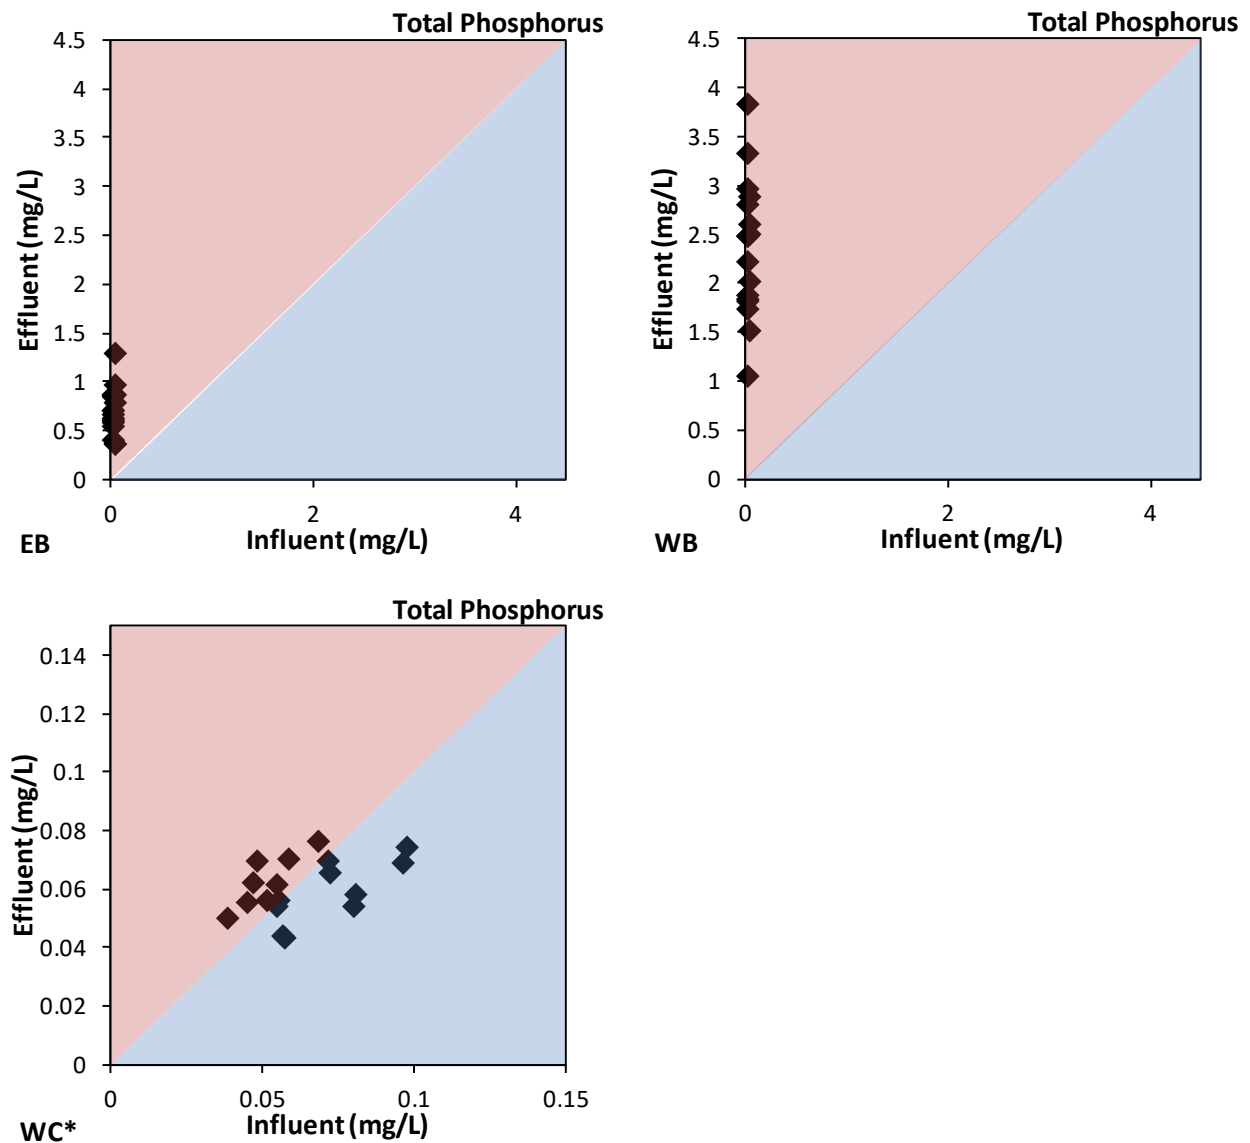 Total Phosphorus
4.5
4
3.5
3
2.5
2
1.5
1
0.5
0
Effluent (mg/L)
0 2 4
Influent (mg/L)
EB
Total Phosphorus
4.5
4
3.5
3
2.5
2
1.5
1
0.5
0
Effluent (mg/L)
0 2 4
Influent (mg/L)
WB
Total Phosphorus
0.14
0.12
0.1
0.08
0.06
0.04
0.02
0
Effluent (mg/L)
0 0.05 0.1 0.15
Influent (mg/L)
WC*